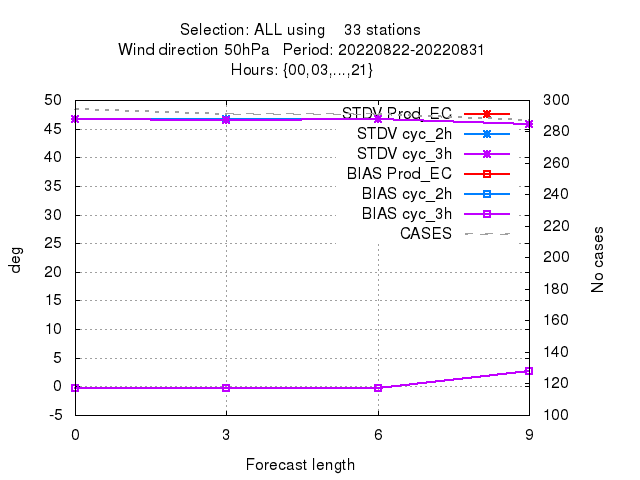 Selection: ALL using    33 stations
Wind direction 50hPa   Period: 20220822-20220831
Hours: {00,03,...,21}
50
45
40
35
30
25
20
15
10
5
0
-5
300
280
260
240
220
200
180
160
140
120
100
STDV Prod_EC
STDV cyc_2h
STDV cyc_3h
BIAS Prod_EC
BIAS cyc_2h
BIAS cyc_3h
CASES
deg
No cases
0 3 6 9
Forecast length